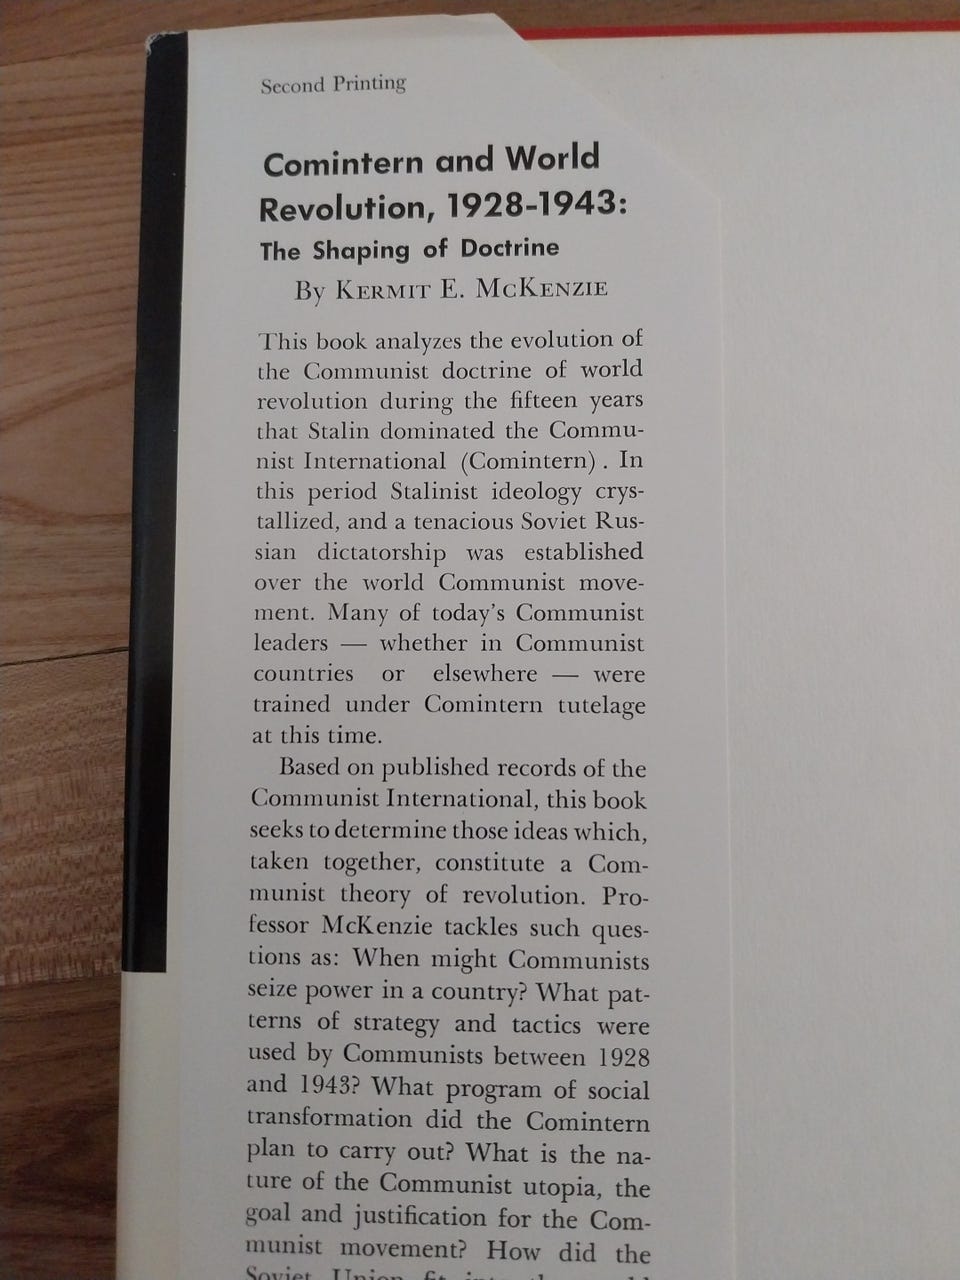 Second Printing
Comintern and World
Revolution, 1928-1943:
The Shaping of Doctrine
By KERMIT E. MCKENZIE
This book analyzes the evolution of
the Communist doctrine of world
revolution during the fifteen years
that Stalin dominated the Commu-
nist International (Comintern). In
this period Stalinist ideology crys-
tallized, and a tenacious Soviet Rus-
sian dictatorship was established
over the world Communist move-
ment. Many of today's Communist
leaders — whether in Communist
countries or elsewhere — were
trained under Comintern tutelage
at this time.
Based on published records of the
Communist International, this book
seeks to determine those ideas which,
taken together, constitute a Com-
munist theory of revolution. Pro-
fessor McKenzie tackles such ques-
tions as: When might Communists
seize power in a country? What pat-
terns of strategy and tactics were
used by Communists between 1928
and 1943? What program of social
transformation did the Comintern
plan to carry out? What is the na-
ture of the Communist utopia, the
goal and justification for the Com-
munist movement? How did the
Soviet Union fit into the world